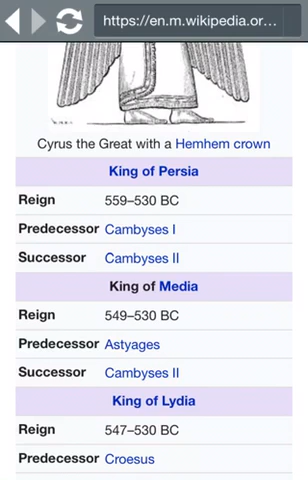 https://en.m.wikipedia.or...
Cyrus the Great with a Hemhem crown
King of Persia
Reign 559–530 BC
Predecessor Cambyses I
Successor Cambyses II
King of Media
Reign 549–530 BC
Predecessor Astyages
Successor Cambyses II
King of Lydia
Reign 547–530 BC
Predecessor Croesus